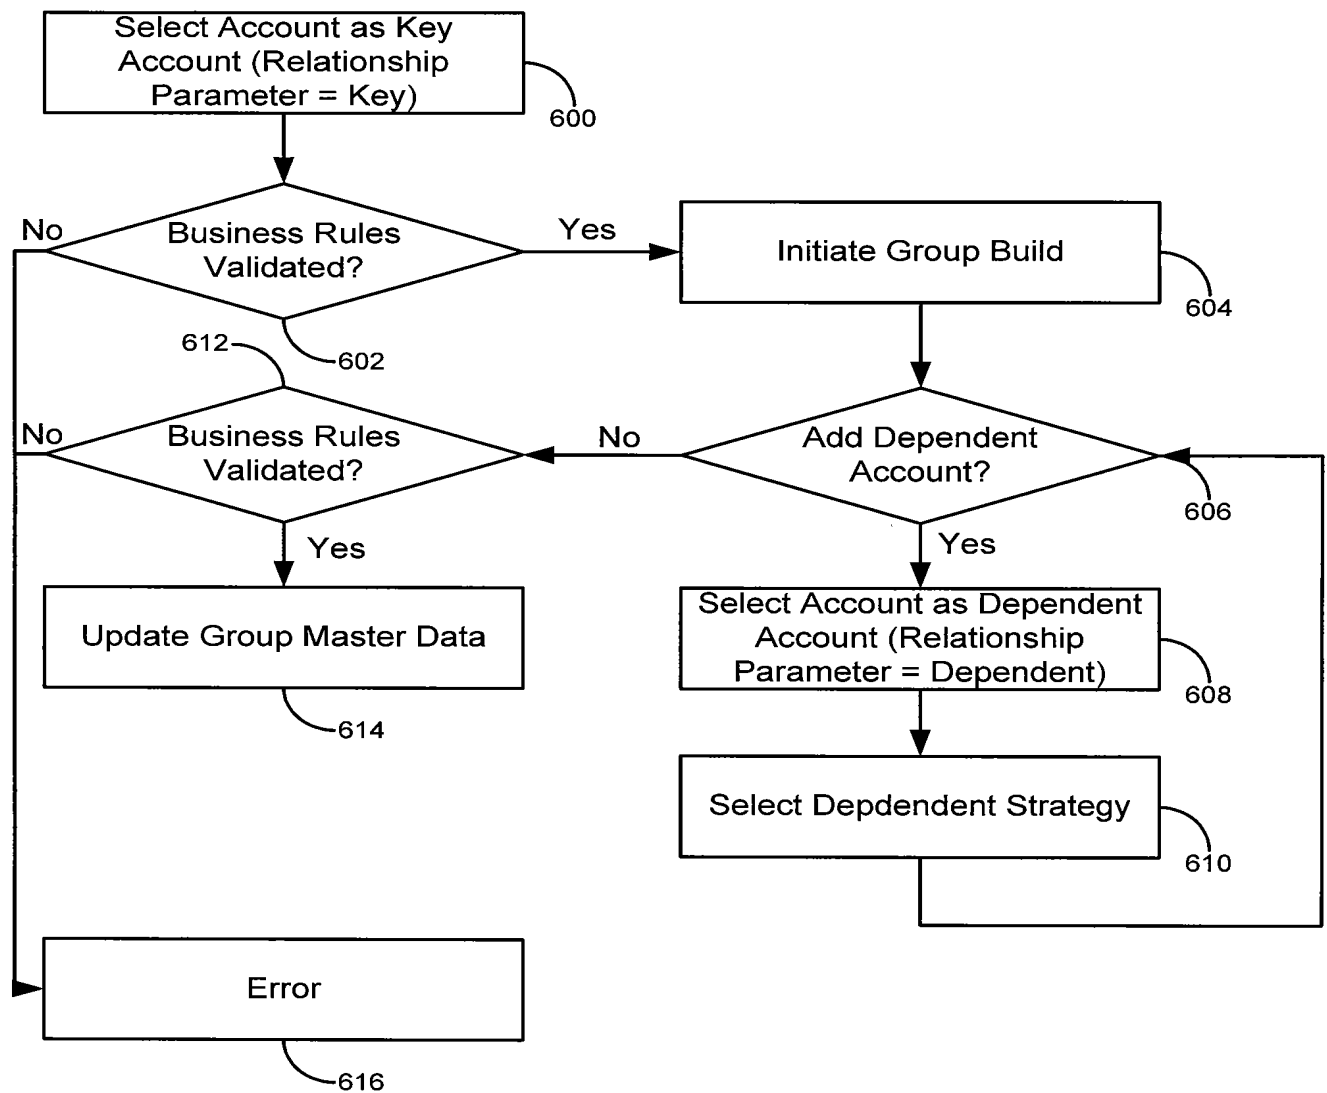 Select Account as Key
Account (Relationship
Parameter = Key)
600
No
Business Rules
Validated?
Yes
602
Initiate Group Build
604
612
No
Business Rules
Validated?
No
Add Dependent
Account?
606
Yes
Yes
Update Group Master Data
614
Select Account as Dependent
Account (Relationship
Parameter = Dependent)
608
Select Depdendent Strategy
610
Error
616